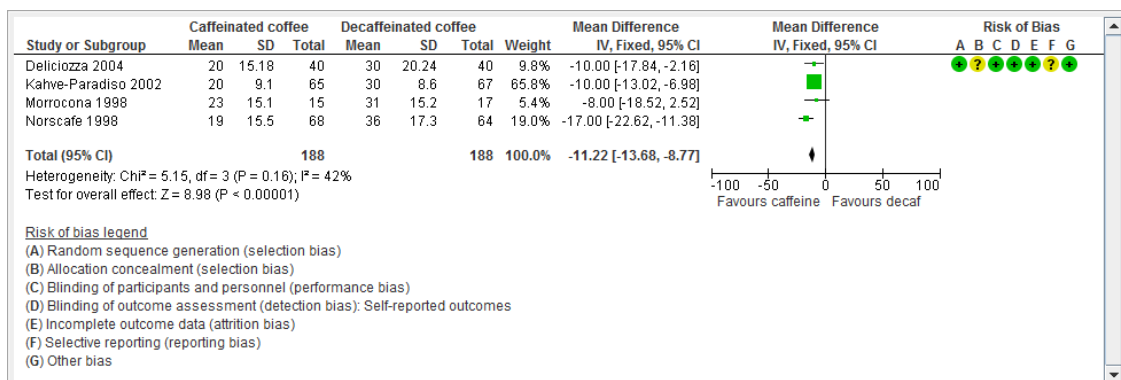 Caffeinated coffee Decaffeinated coffee Mean Difference Mean Difference Risk of Bias
Study or Subgroup Mean SD Total Mean SD Total Weight IV, Fixed, 95% CI IV, Fixed, 95% CI A B C D E F G
Deliciozza 2004 20 15.18 40 30 20.24 40 9.8% -10.00 [-17.84, -2.16] + ? + + + ? +
Kahve-Paradiso 2002 20 9.1 65 30 8.6 67 65.8% -10.00 [-13.02, -6.98]
Morrocona 1998 23 15.1 15 31 15.2 17 5.4% -8.00 [-18.52, 2.52]
Norscafe 1998 19 15.5 68 36 17.3 64 19.0% -17.00 [-22.62, -11.38]
Total (95% CI) 188 188 100.0% -11.22 [-13.68, -8.77]
Heterogeneity: Chi² = 5.15, df = 3 (P = 0.16); I² = 42%
Test for overall effect: Z = 8.98 (P < 0.00001)
-100 -50 0 50 100
Favours caffeine Favours decaf
Risk of bias legend
(A) Random sequence generation (selection bias)
(B) Allocation concealment (selection bias)
(C) Blinding of participants and personnel (performance bias)
(D) Blinding of outcome assessment (detection bias): Self-reported outcomes
(E) Incomplete outcome data (attrition bias)
(F) Selective reporting (reporting bias)
(G) Other bias